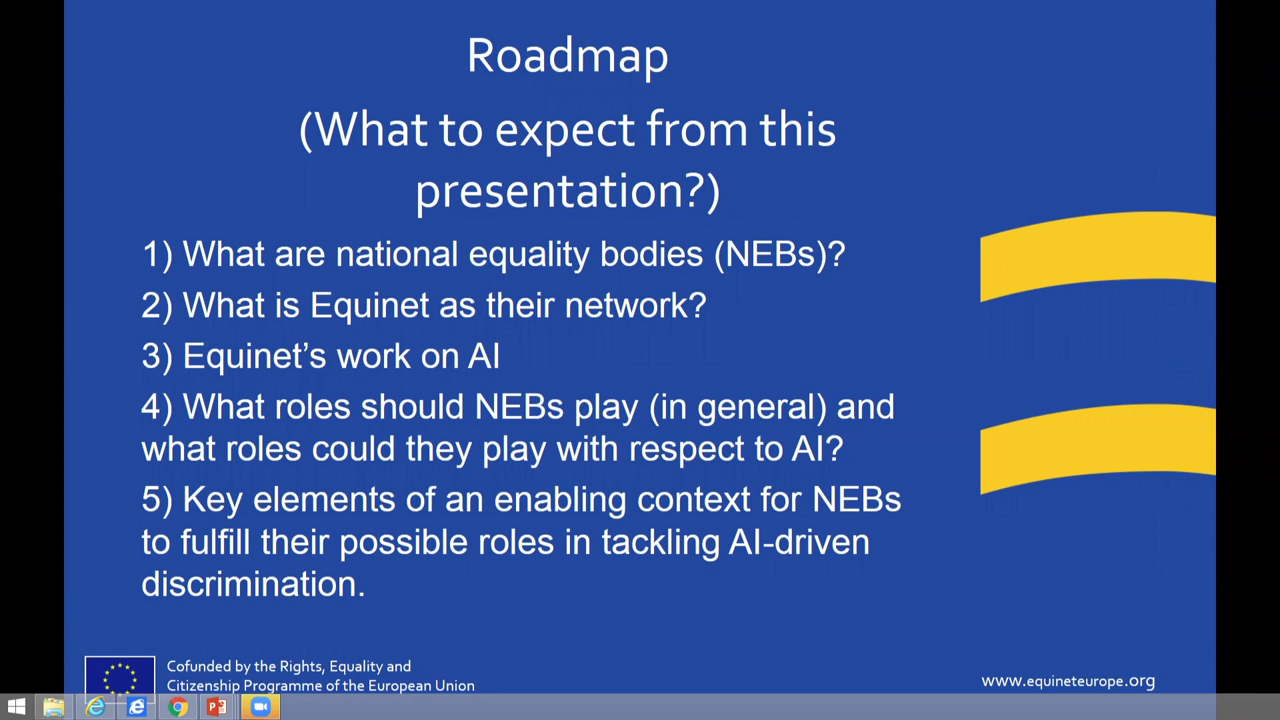 Roadmap
(What to expect from this
presentation?)
1) What are national equality bodies (NEBs)?
2) What is Equinet as their network?
3) Equinet’s work on AI
4) What roles should NEBs play (in general) and
what roles could they play with respect to AI?
5) Key elements of an enabling context for NEBs
to fulfill their possible roles in tackling AI-driven
discrimination.
Cofunded by the Rights, Equality and
Citizenship Programme of the European Union
www.equineteurope.org